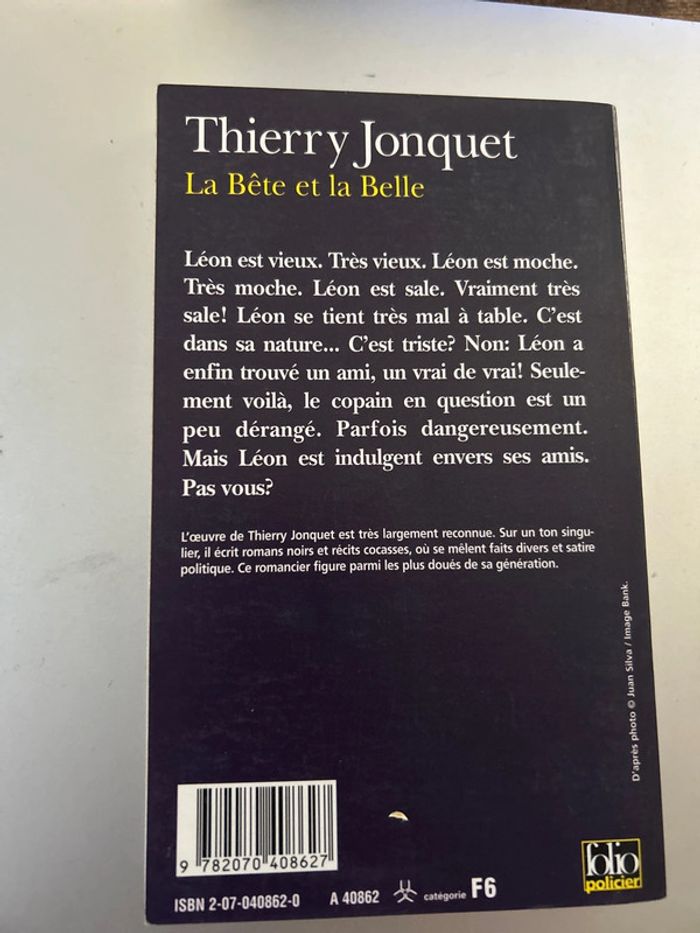 Thierry Jonquet
La Bête et la Belle
Léon est vieux. Très vieux. Léon est moche.
Très moche. Léon est sale. Vraiment très
sale! Léon se tient très mal à table. C'est
dans sa nature... C'est triste? Non: Léon a
enfin trouvé un ami, un vrai de vrai! Seule-
ment voilà, le copain en question est un
peu dérangé. Parfois dangereusement.
Mais Léon est indulgent envers ses amis.
Pas vous?
L'œuvre de Thierry Jonquet est très largement reconnue. Sur un ton singu-
lier, il écrit romans noirs et récits cocasses, où se mêlent faits divers et satire
politique. Ce romancier figure parmi les plus doués de sa génération.
D'après photo © Juan Silva / Image Bank.
9 782070 408627
ISBN 2-07-040862-0 A 40862 catégorie F6
folio
policier